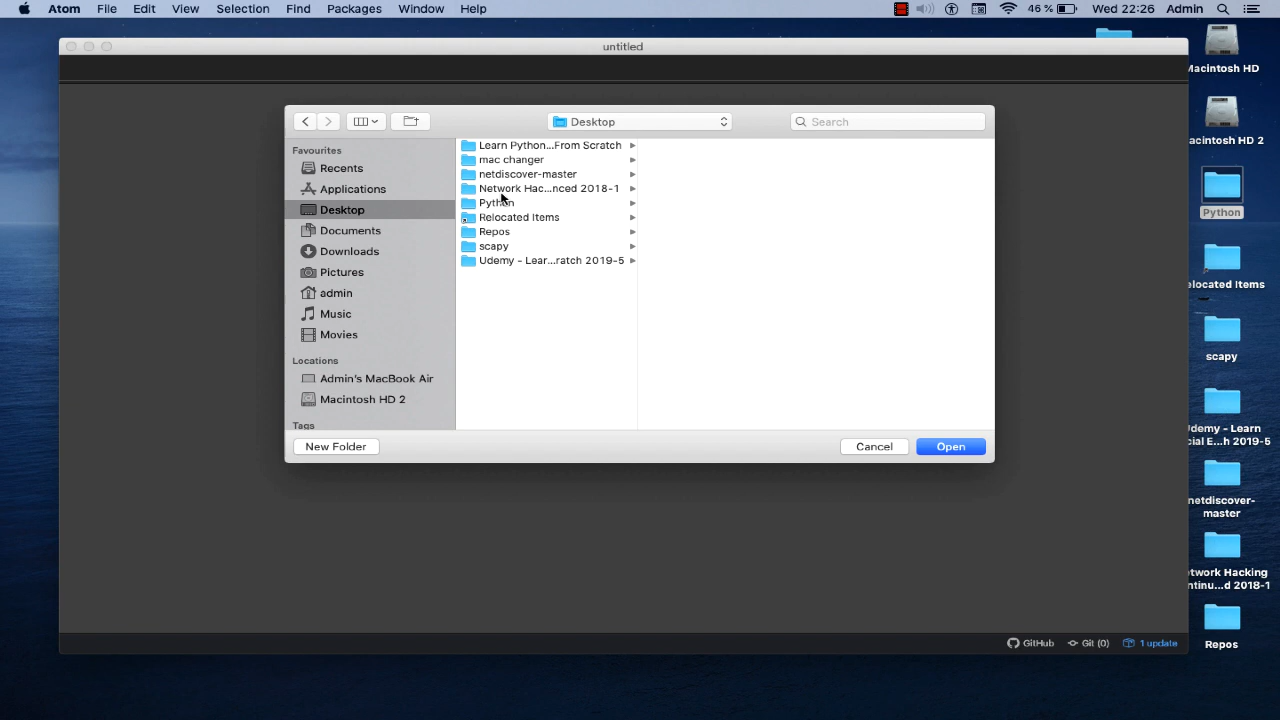 Atom File Edit View Selection Find Packages Window Help 46 % Wed 22:26 Admin
untitled
Desktop
Search
Favourites
Recents
Applications
Desktop
Documents
Downloads
Pictures
admin
Music
Movies
Locations
Admin's MacBook Air
Macintosh HD 2
Tags
Learn Python...From Scratch
mac changer
netdiscover-master
Network Hac...nced 2018-1
Python
Relocated Items
Repos
scapy
Udemy - Lear...ratch 2019-5
New Folder Cancel Open
GitHub Git (0) 1 update
Macintosh HD
acintosh HD 2
Python
elocated Items
scapy
Udemy - Learn
cial E...h 2019-5
netdiscover-
master
twork Hacking
ntinu...d 2018-1
Repos